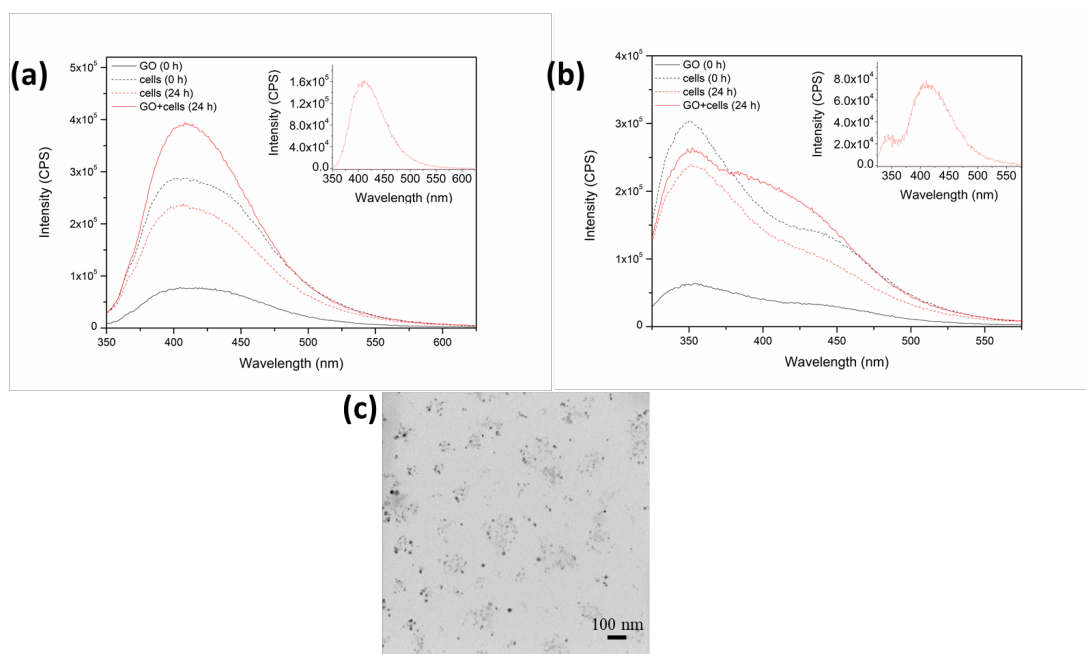 (a)
GO (0 h)
cells (0 h)
cells (24 h)
GO+cells (24 h)
5x10⁵
4x10⁵
3x10⁵
2x10⁵
1x10⁵
0
350 400 450 500 550 600
Intensity (CPS)
Wavelength (nm)
1.6x10⁵
1.2x10⁵
8.0x10⁴
4.0x10⁴
0.0
350 400 450 500 550 600
Intensity (CPS)
Wavelength (nm)
(b)
GO (0 h)
cells (0 h)
cells (24 h)
GO+cells (24 h)
4x10⁵
3x10⁵
2x10⁵
1x10⁵
0
350 400 450 500 550
Intensity (CPS)
Wavelength (nm)
8.0x10⁴
6.0x10⁴
4.0x10⁴
2.0x10⁴
0.0
350 400 450 500 550
Intensity (CPS)
Wavelength (nm)
(c)
100 nm